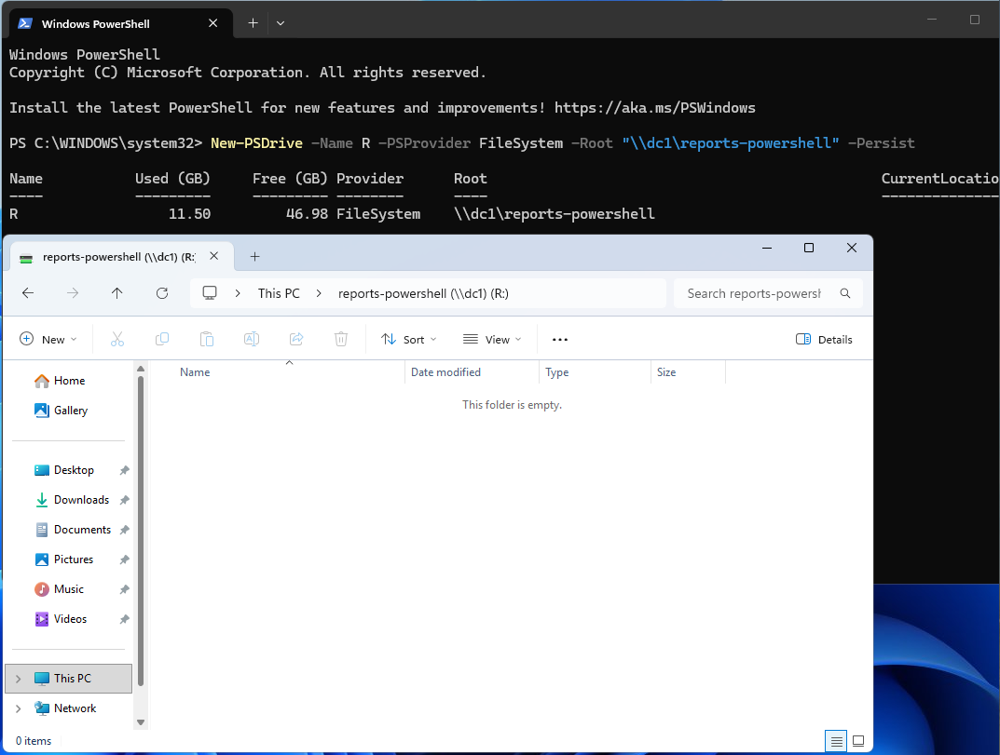 Windows PowerShell
Windows PowerShell
Copyright (C) Microsoft Corporation. All rights reserved.
Install the latest PowerShell for new features and improvements! https://aka.ms/PSWindows
PS C:\WINDOWS\system32> New-PSDrive -Name R -PSProvider FileSystem -Root "\\dc1\reports-powershell" -Persist
Name Used (GB) Free (GB) Provider Root CurrentLocatio
---- --------- --------- -------- ---- --------------
R 11.50 46.98 FileSystem \\dc1\reports-powershell
reports-powershell (\\dc1) (R:
This PC > reports-powershell (\\dc1) (R:)
Search reports-powersh
New Sort View ... Details
Name Date modified Type Size
This folder is empty.
Home
Gallery
Desktop
Downloads
Documents
Pictures
Music
Videos
This PC
Network
0 items